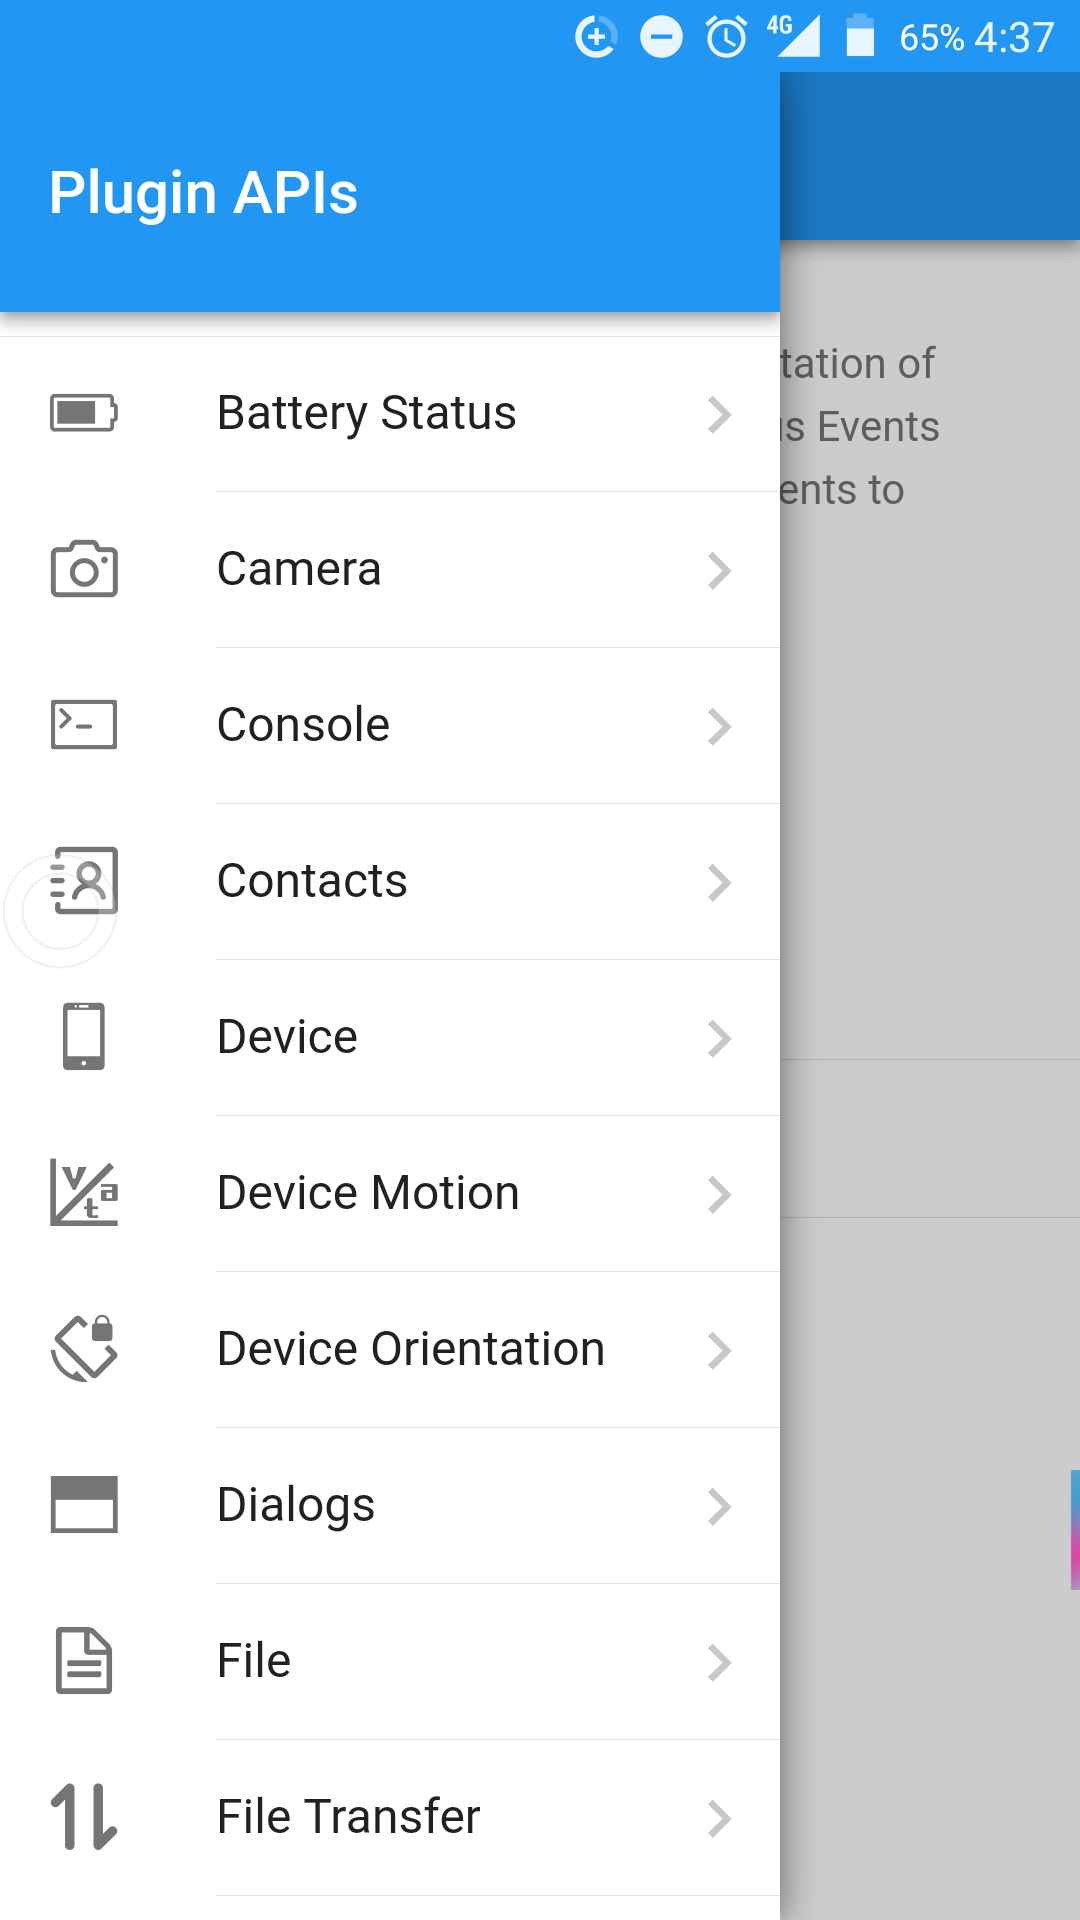 4G 65% 4:37
Plugin APIs
tation of
Battery Status
s Events
ents to
Camera
Console
Contacts
Device
Device Motion
Device Orientation
Dialogs
File
File Transfer